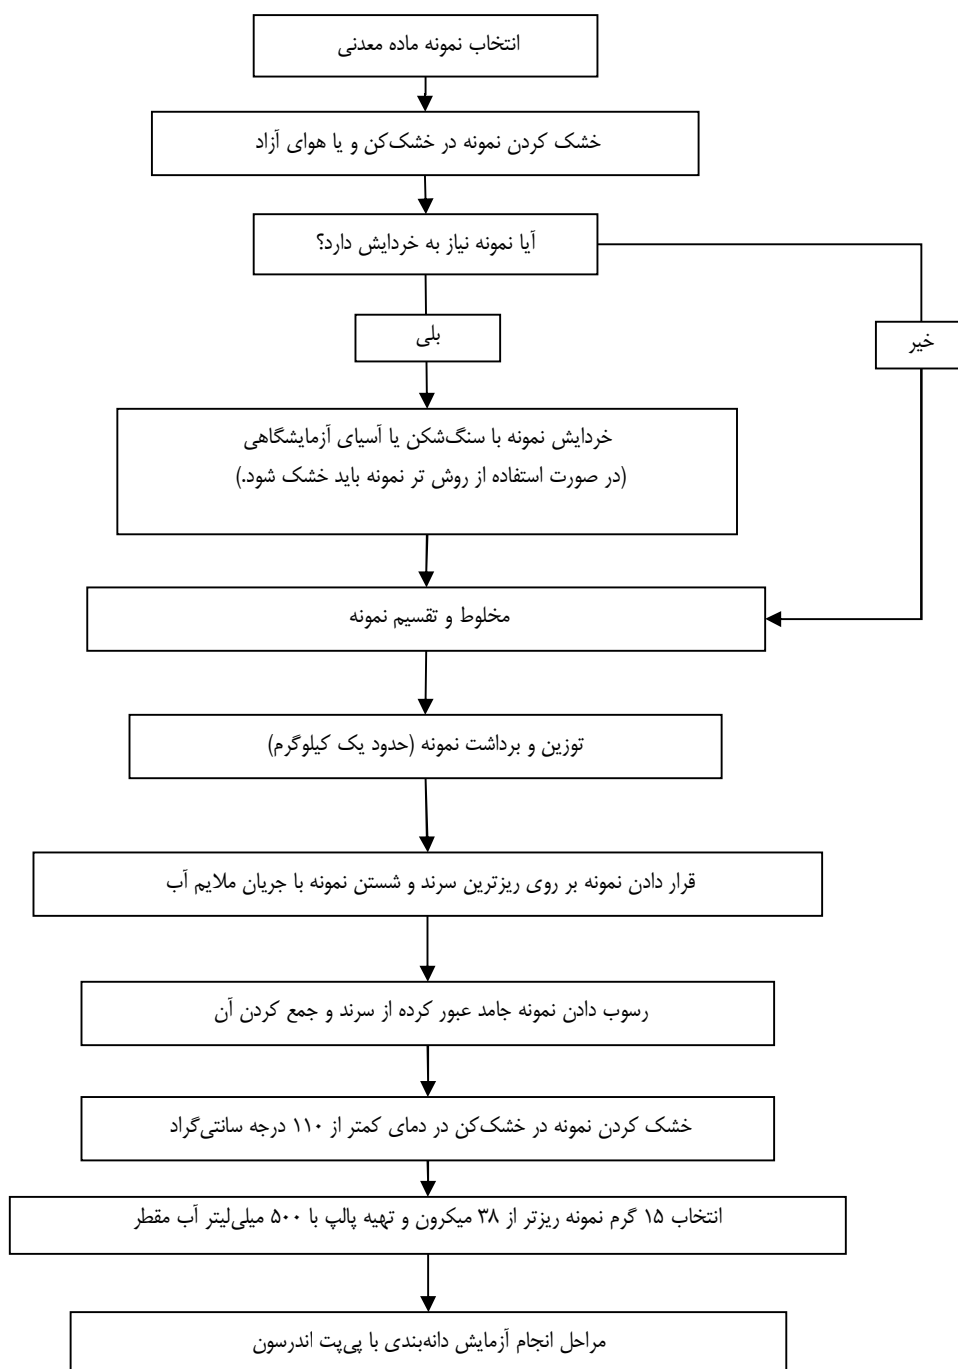 انتخاب نمونه ماده معدنی
خشک کردن نمونه در خشک‌کن و یا هوای آزاد
آیا نمونه نیاز به خردایش دارد؟
بلی
خیر
خردایش نمونه با سنگ‌شکن یا آسیای آزمایشگاهی
(در صورت استفاده از روش تر نمونه باید خشک شود.)
مخلوط و تقسیم نمونه
توزین و برداشت نمونه (حدود یک کیلوگرم)
قرار دادن نمونه بر روی ریزترین سرند و شستن نمونه با جریان ملایم آب
رسوب دادن نمونه جامد عبور کرده از سرند و جمع کردن آن
خشک کردن نمونه در خشک‌کن در دمای کمتر از ۱۱۰ درجه سانتی‌گراد
انتخاب ۱۵ گرم نمونه ریزتر از ۳۸ میکرون و تهیه پالپ با ۵۰۰ میلی‌لیتر آب مقطر
مراحل انجام آزمایش دانه‌بندی با پی‌پت اندرسون